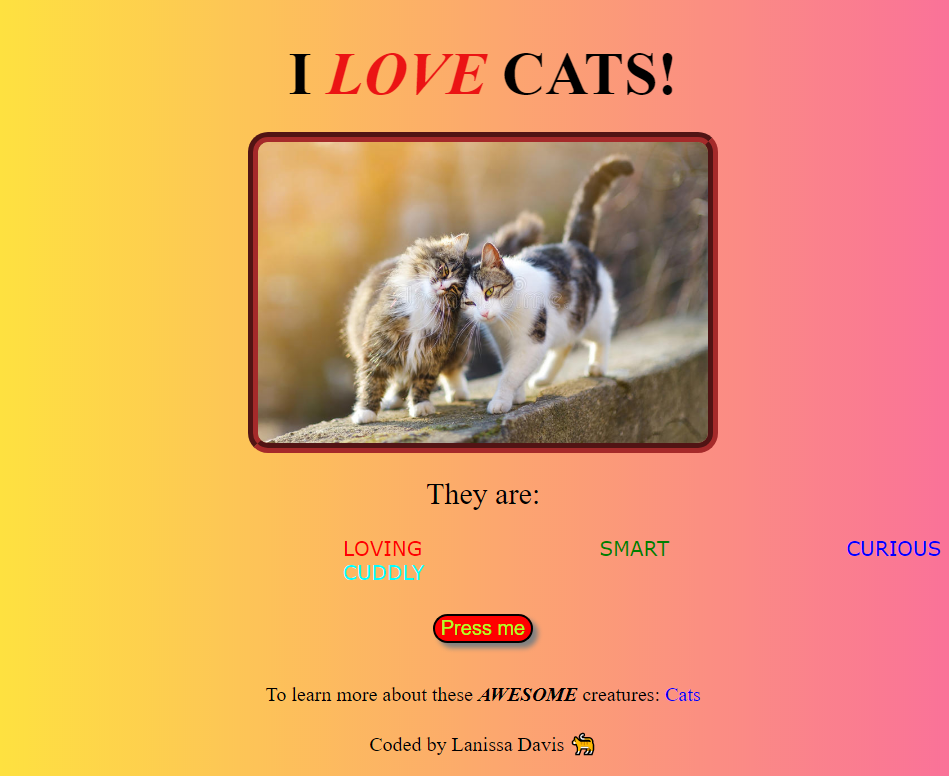 I LOVE CATS!
They are:
LOVING SMART CURIOUS
CUDDLY
Press me
To learn more about these AWESOME creatures: Cats
Coded by Lanissa Davis 🐈